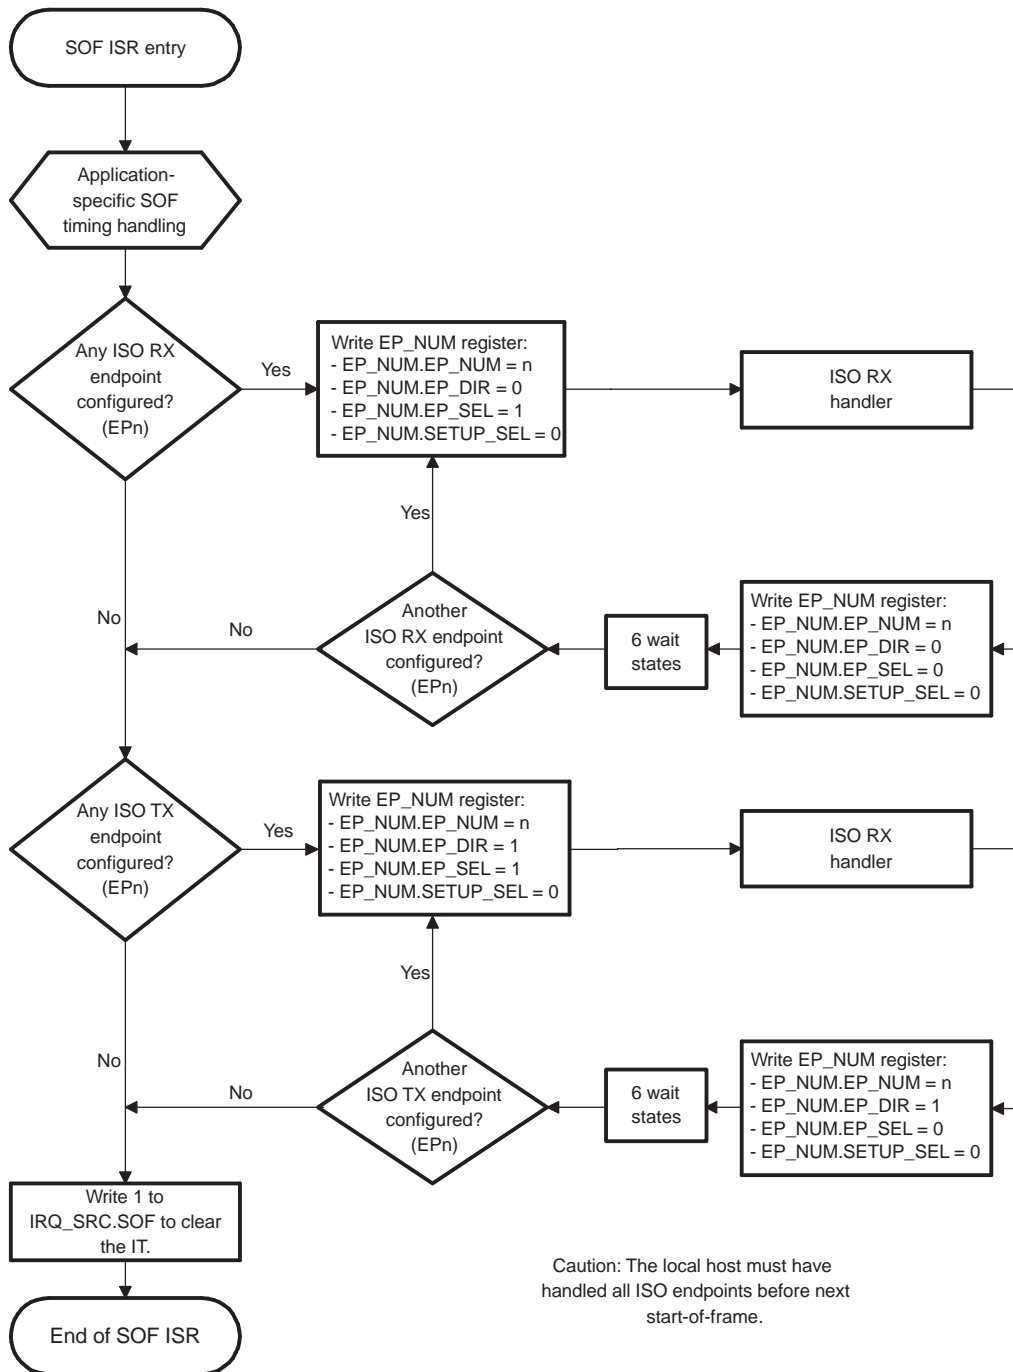 SOF ISR entry
Application-
specific SOF
timing handling
Any ISO RX
endpoint
configured?
(EPn)
Yes
Write EP_NUM register:
- EP_NUM.EP_NUM = n
- EP_NUM.EP_DIR = 0
- EP_NUM.EP_SEL = 1
- EP_NUM.SETUP_SEL = 0
ISO RX
handler
Yes
No
No
Another
ISO RX endpoint
configured?
(EPn)
6 wait
states
Write EP_NUM register:
- EP_NUM.EP_NUM = n
- EP_NUM.EP_DIR = 0
- EP_NUM.EP_SEL = 0
- EP_NUM.SETUP_SEL = 0
Any ISO TX
endpoint
configured?
(EPn)
Yes
Write EP_NUM register:
- EP_NUM.EP_NUM = n
- EP_NUM.EP_DIR = 1
- EP_NUM.EP_SEL = 1
- EP_NUM.SETUP_SEL = 0
ISO RX
handler
Yes
No
No
Another
ISO TX endpoint
configured?
(EPn)
6 wait
states
Write EP_NUM register:
- EP_NUM.EP_NUM = n
- EP_NUM.EP_DIR = 1
- EP_NUM.EP_SEL = 0
- EP_NUM.SETUP_SEL = 0
Write 1 to
IRQ_SRC.SOF to clear
the IT.
Caution: The local host must have
handled all ISO endpoints before next
start-of-frame.
End of SOF ISR